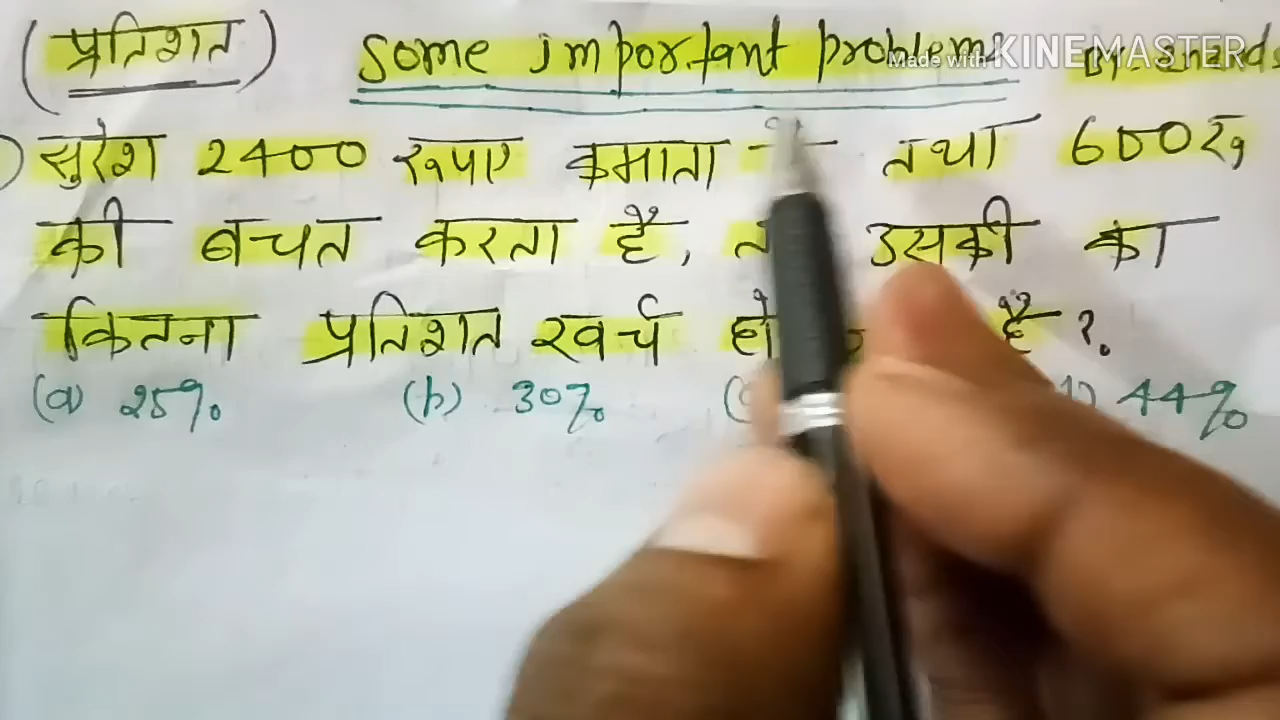 (प्रतिशत) Some important problems
Made with KINEMASTER
सुरेश 2400 रूपए कमाता तथा 600रु
की बचत करता है, उसकी का
कितना प्रतिशत खर्च है ?
(a) 25% (b) 30% (d) 44%